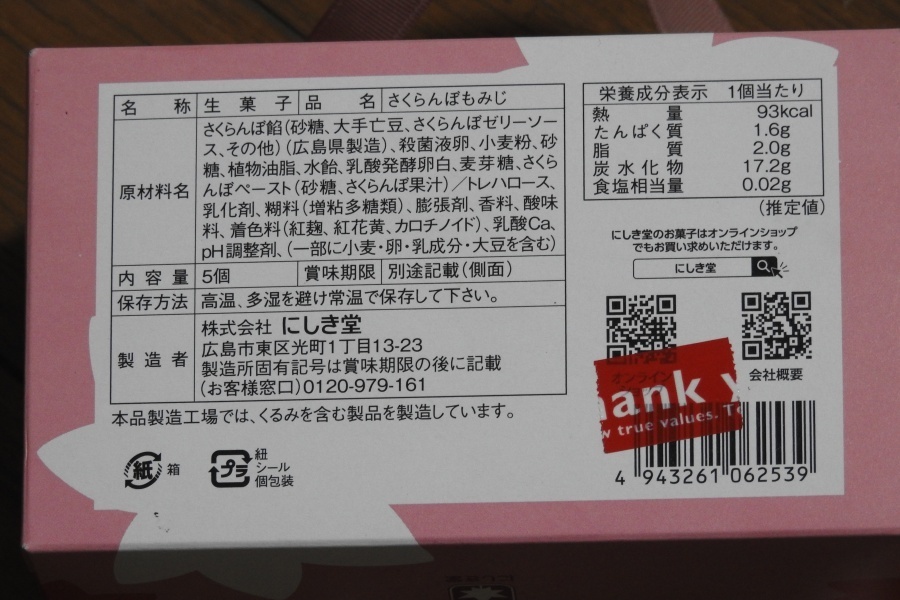 名称 生菓子 品名 さくらんぼもみじ
原材料名
さくらんぼ餡(砂糖、大手亡豆、さくらんぼゼリーソー
ス、その他)(広島県製造)、殺菌液卵、小麦粉、砂
糖、植物油脂、水飴、乳酸発酵卵白、麦芽糖、さくら
んぼペースト(砂糖、さくらんぼ果汁)/トレハロース、
乳化剤、糊料(増粘多糖類)、膨張剤、香料、酸味
料、着色料(紅麹、紅花黄、カロチノイド)、乳酸Ca、
pH調整剤、(一部に小麦・卵・乳成分・大豆を含む)
内容量 5個 賞味期限 別途記載(側面)
保存方法 高温、多湿を避け常温で保存して下さい。
製造者
株式会社 にしき堂
広島市東区光町1丁目13-23
製造所固有記号は賞味期限の後に記載
(お客様窓口)0120-979-161
本品製造工場では、くるみを含む製品を製造しています。
紙 箱
プラ
紐
シール
個包装
栄養成分表示 1個当たり
熱量 93kcal
たんぱく質 1.6g
脂質 2.0g
炭水化物 17.2g
食塩相当量 0.02g
(推定値)
にしき堂のお菓子はオンラインショップ
でもお買い求めいただけます。
にしき堂
オンライン
会社概要
ank y
w true values. To
4 943261 062539